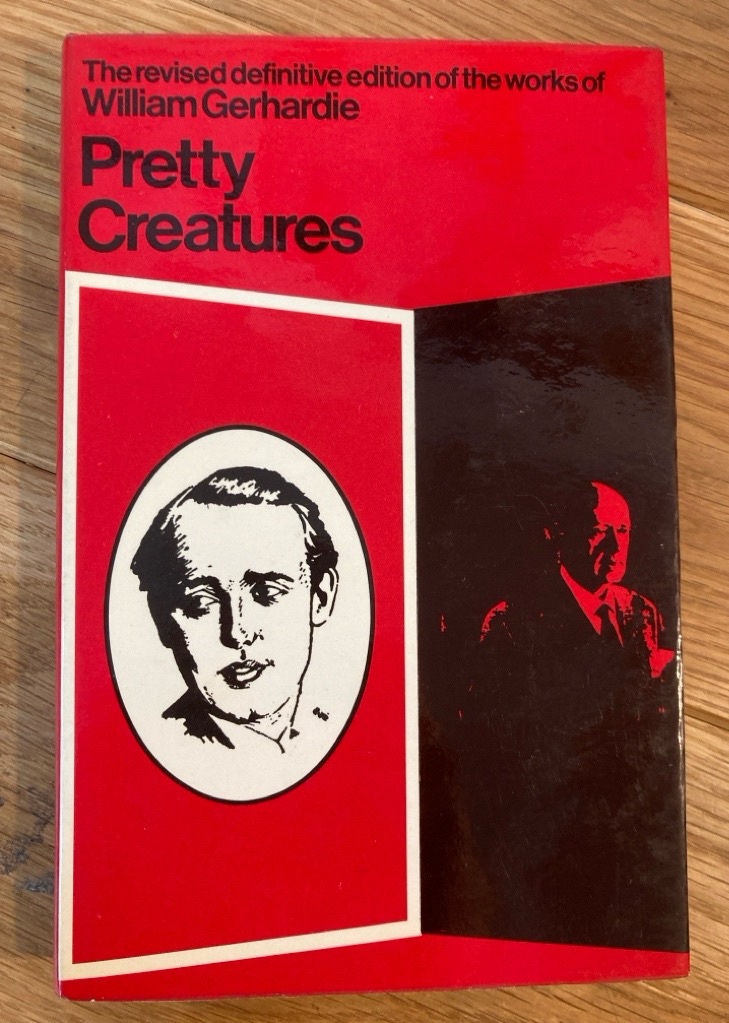 The revised definitive edition of the works of
William Gerhardie
Pretty
Creatures